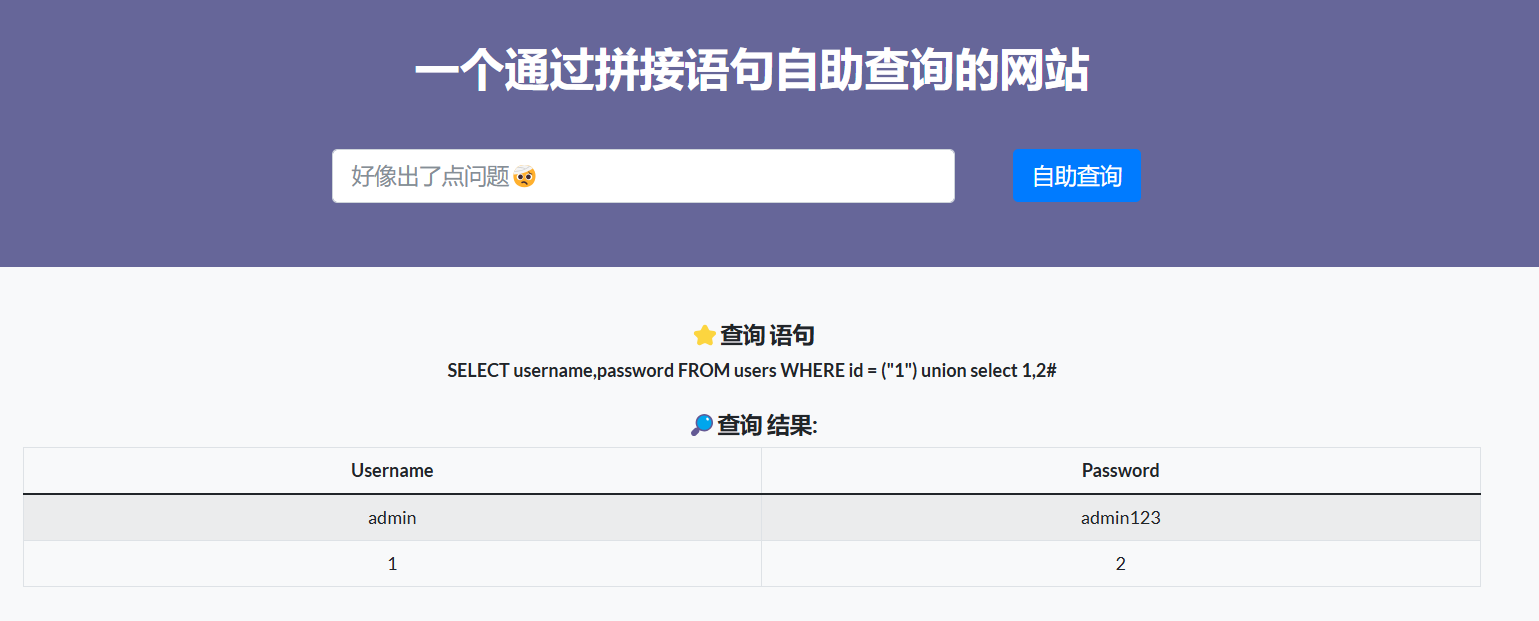 一个通过拼接语句自助查询的网站
好像出了点问题🤕
自助查询
⭐查询 语句
SELECT username,password FROM users WHERE id = ("1") union select 1,2#
🔎查询 结果:
Username Password
admin admin123
1 2